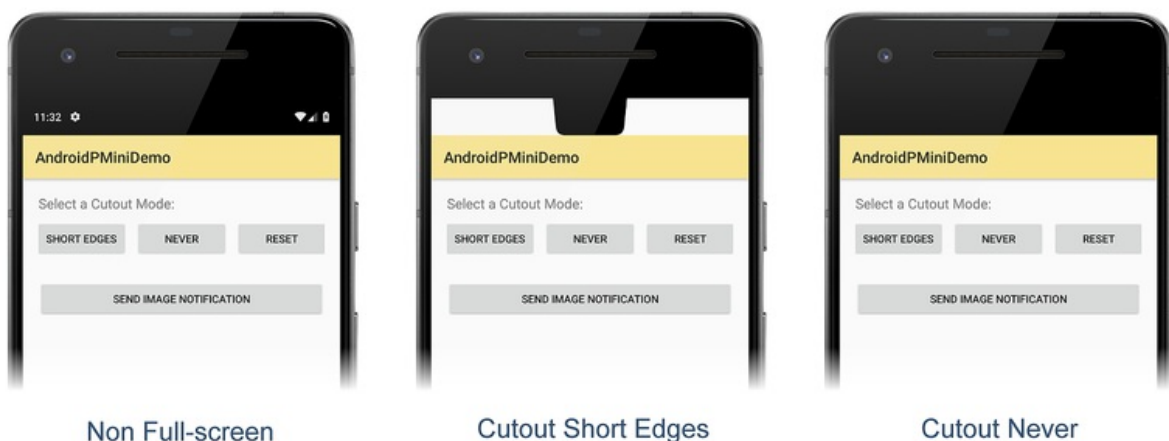 11:32
AndroidPMiniDemo
Select a Cutout Mode:
SHORT EDGES NEVER RESET
SEND IMAGE NOTIFICATION
Non Full-screen
AndroidPMiniDemo
Select a Cutout Mode:
SHORT EDGES NEVER RESET
SEND IMAGE NOTIFICATION
Cutout Short Edges
AndroidPMiniDemo
Select a Cutout Mode:
SHORT EDGES NEVER RESET
SEND IMAGE NOTIFICATION
Cutout Never